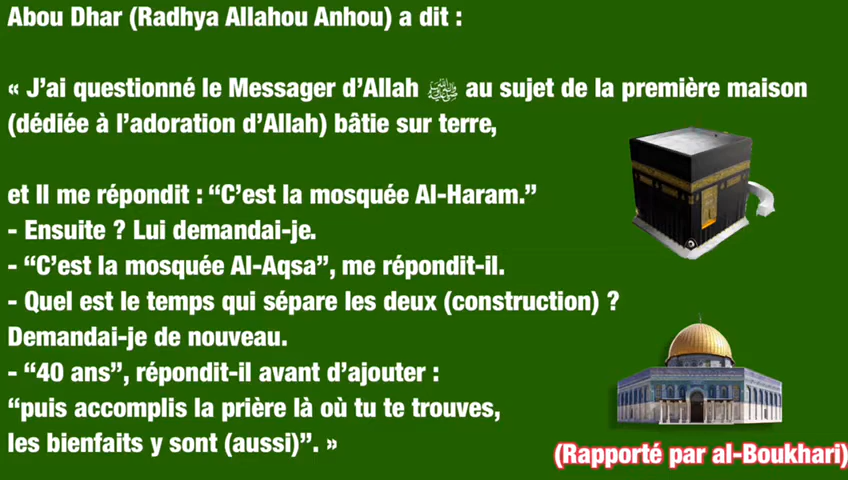 Abou Dhar (Radhya Allahou Anhou) a dit :
« J’ai questionné le Messager d’Allah ﷺ au sujet de la première maison
(dédiée à l’adoration d’Allah) bâtie sur terre,
et Il me répondit : “C’est la mosquée Al-Haram.”
- Ensuite ? Lui demandai-je.
- “C’est la mosquée Al-Aqsa”, me répondit-il.
- Quel est le temps qui sépare les deux (construction) ?
Demandai-je de nouveau.
- “40 ans”, répondit-il avant d’ajouter :
“puis accomplis la prière là où tu te trouves,
les bienfaits y sont (aussi)”. »
(Rapporté par al-Boukhari)